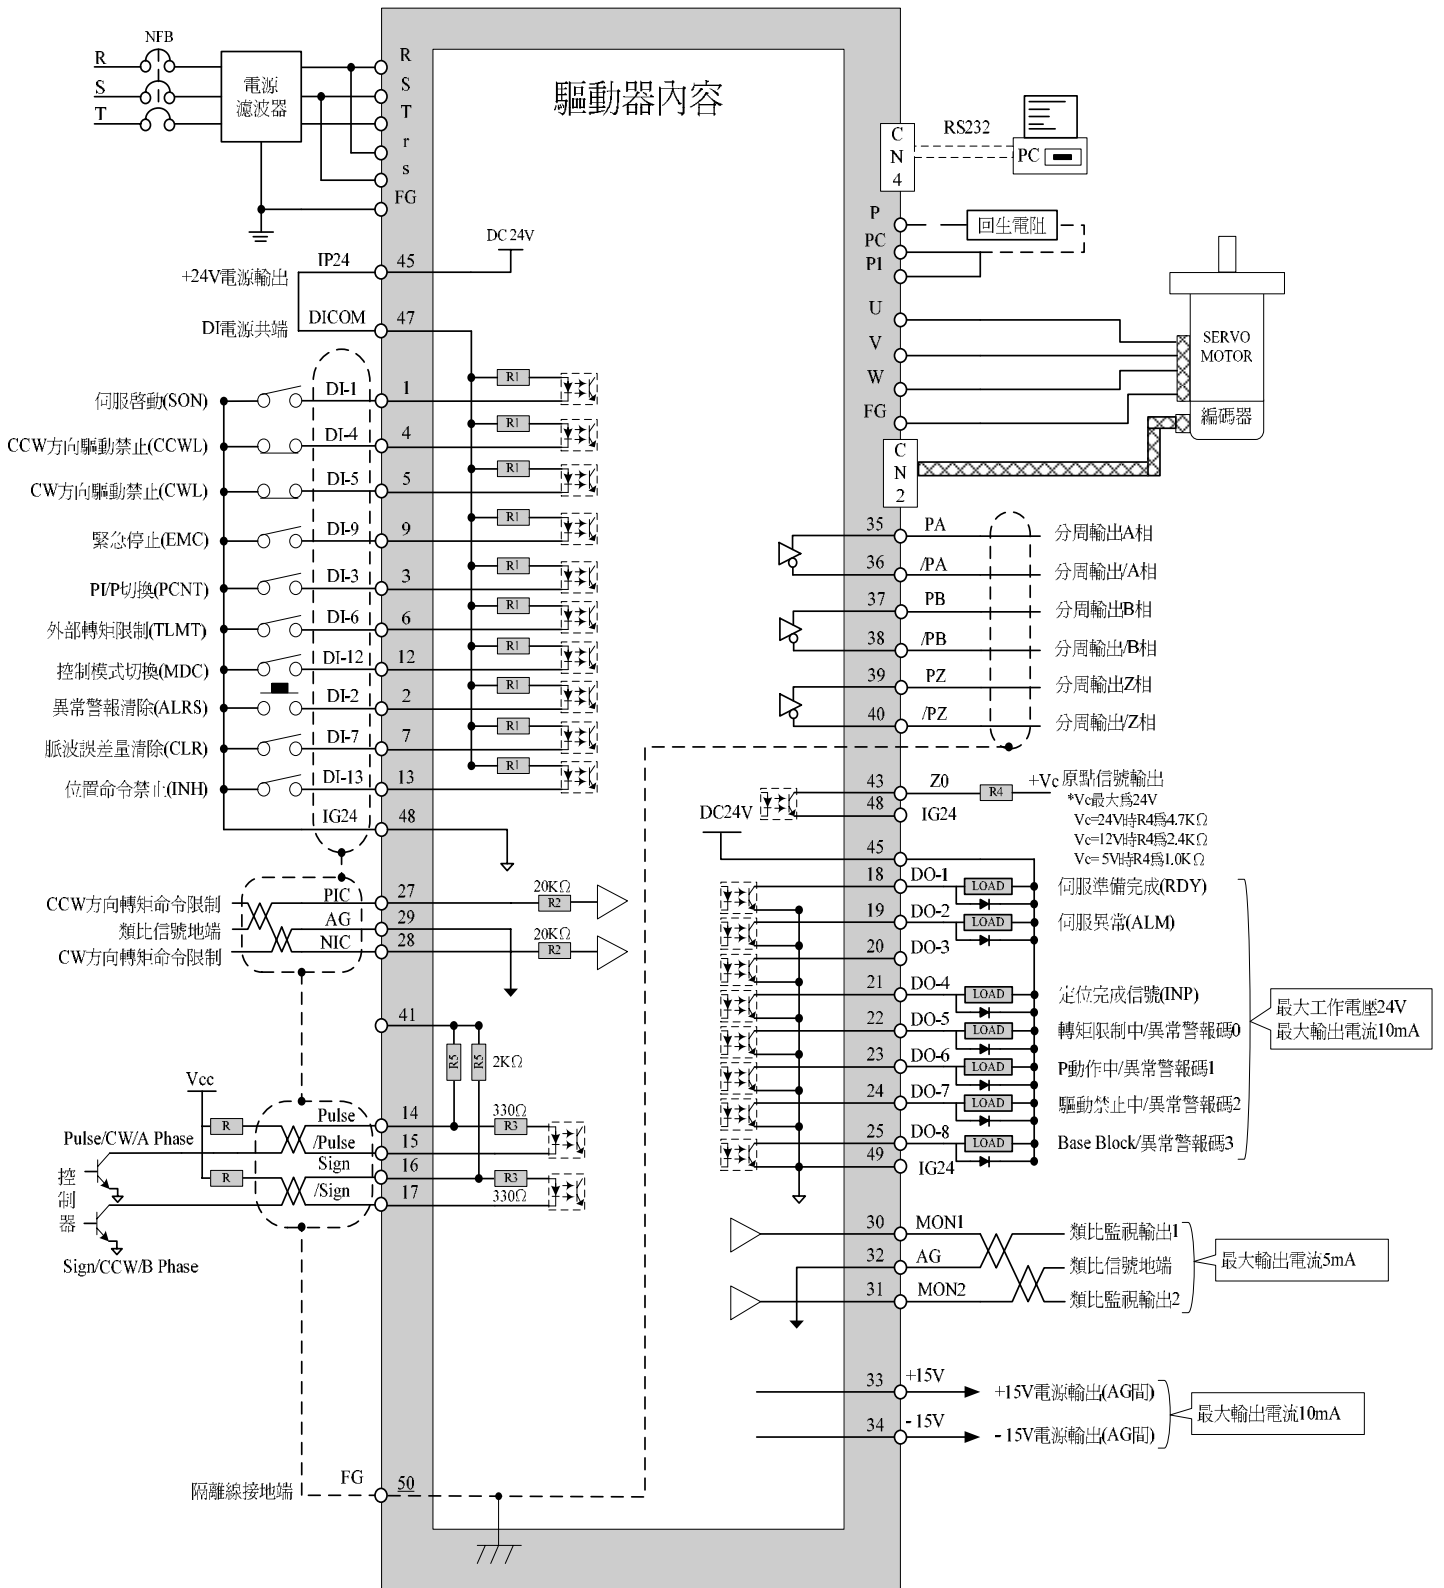 驅動器內容
NFB
R
S
T
電源
濾波器
R
S
T
r
s
FG
DC 24V
+24V電源輸出
IP24
45
DI電源共端
DICOM
47
伺服啓動(SON)
DI-1
1
R1
CCW方向驅動禁止(CCWL)
DI-4
4
R1
CW方向驅動禁止(CWL)
DI-5
5
R1
緊急停止(EMC)
DI-9
9
R1
PI/P切換(PCNT)
DI-3
3
R1
外部轉矩限制(TLMT)
DI-6
6
R1
控制模式切換(MDC)
DI-12
12
R1
異常警報清除(ALRS)
DI-2
2
R1
脈波誤差量清除(CLR)
DI-7
7
R1
位置命令禁止(INH)
DI-13
13
R1
IG24
48
CCW方向轉矩命令限制
PIC
27
20KΩ
R2
類比信號地端
AG
29
CW方向轉矩命令限制
NIC
28
20KΩ
R2
41
R5
R5
2KΩ
Vcc
R
Pulse
14
330Ω
R3
Pulse/CW/A Phase
/Pulse
15
控
制
器
R
Sign
16
R3
330Ω
/Sign
17
Sign/CCW/B Phase
隔離線接地端
FG
50
C
N
4
RS232
PC
P
PC
P1
回生電阻
U
V
W
FG
SERVO
MOTOR
編碼器
C
N
2
35
PA
分周輸出A相
36
/PA
分周輸出/A相
37
PB
分周輸出B相
38
/PB
分周輸出/B相
39
PZ
分周輸出Z相
40
/PZ
分周輸出/Z相
43
Z0
R4
+Vc
原點信號輸出
*Vc最大爲24V
Vc=24V時R4爲4.7KΩ
Vc=12V時R4爲2.4KΩ
Vc= 5V時R4爲1.0KΩ
48
IG24
DC24V
45
18
DO-1
LOAD
伺服準備完成(RDY)
19
DO-2
LOAD
伺服異常(ALM)
20
DO-3
21
DO-4
LOAD
定位完成信號(INP)
22
DO-5
LOAD
轉矩限制中/異常警報碼0
23
DO-6
LOAD
P動作中/異常警報碼1
24
DO-7
LOAD
驅動禁止中/異常警報碼2
25
DO-8
LOAD
Base Block/異常警報碼3
49
IG24
最大工作電壓24V
最大輸出電流10mA
30
MON1
類比監視輸出1
32
AG
類比信號地端
31
MON2
類比監視輸出2
最大輸出電流5mA
33
+15V
+15V電源輸出(AG間)
34
- 15V
- 15V電源輸出(AG間)
最大輸出電流10mA